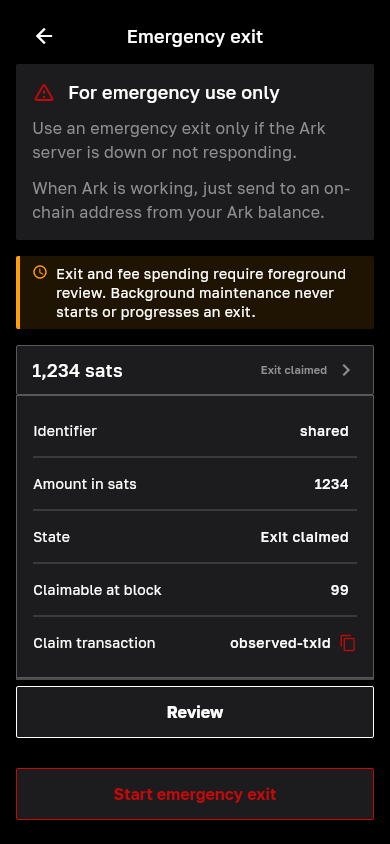 Emergency exit
For emergency use only
Use an emergency exit only if the Ark
server is down or not responding.
When Ark is working, just send to an on-
chain address from your Ark balance.
Exit and fee spending require foreground
review. Background maintenance never
starts or progresses an exit.
1,234 sats Exit claimed
Identifier shared
Amount in sats 1234
State Exit claimed
Claimable at block 99
Claim transaction observed-txid
Review
Start emergency exit